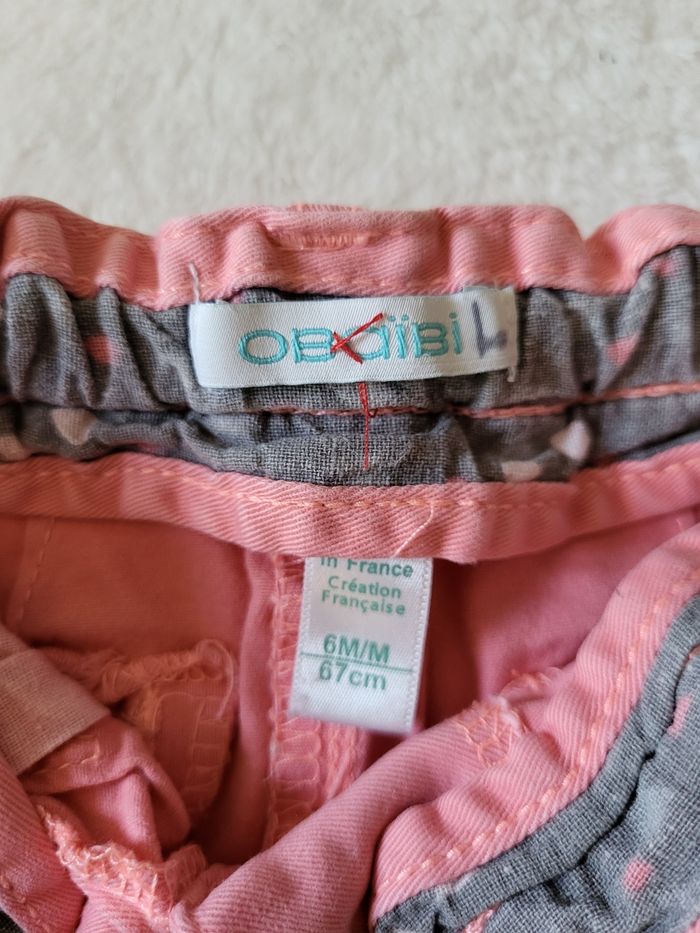 OBaïBi
in France
Création
Française
6M/M
67cm